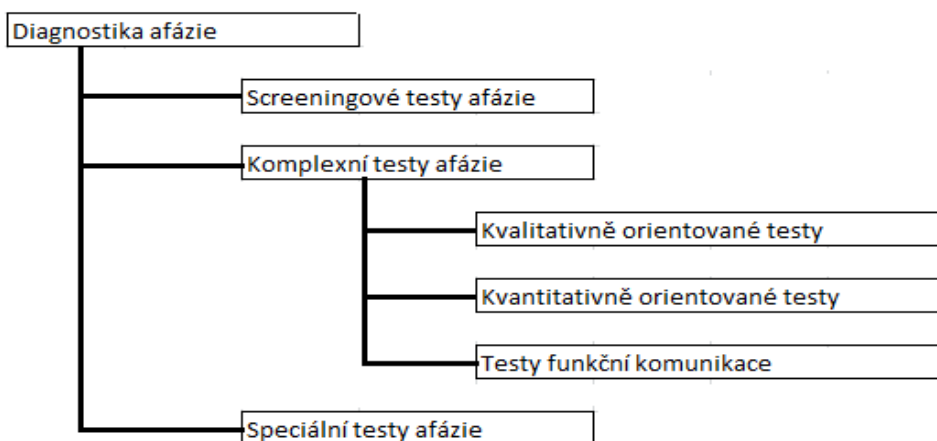 Diagnostika afázie
Screeningové testy afázie
Komplexní testy afázie
Kvalitativně orientované testy
Kvantitativně orientované testy
Testy funkční komunikace
Speciální testy afázie